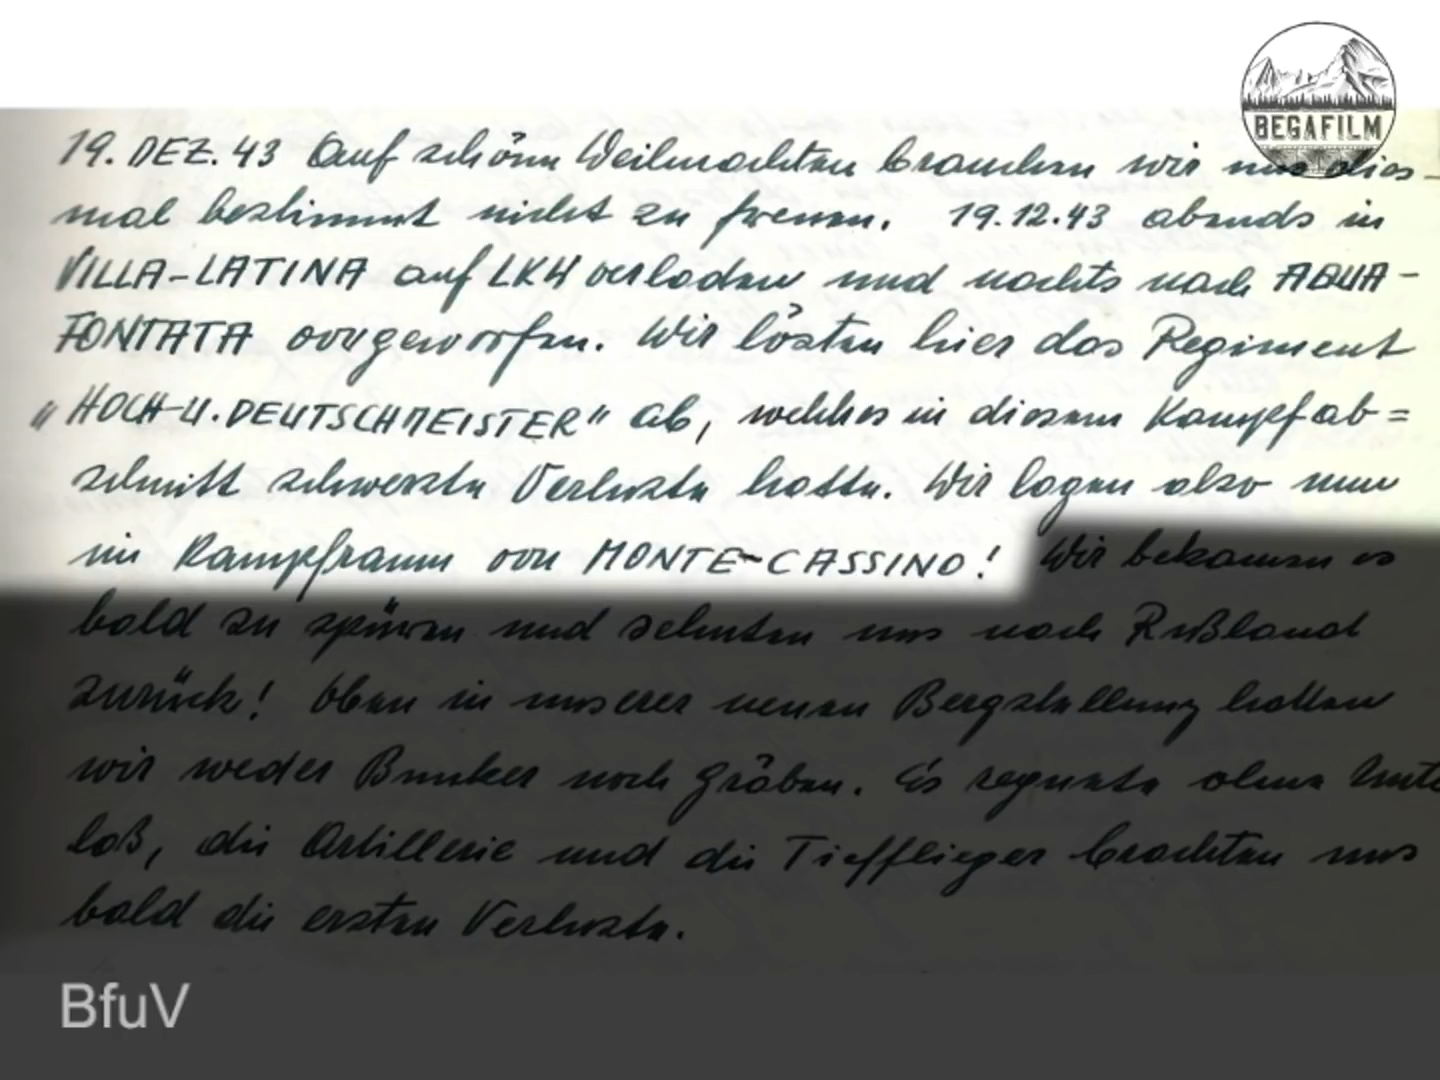 BEGAFILM
19. DEZ. 43 Auf schöne Weihnachten brauchen wir uns dies-
mal bestimmt nicht zu freuen. 19.12.43 abends in
VILLA-LATINA auf LKW verladen und nachts nach AQUA-
FONTATA vorgeworfen. Wir lösten hier das Regiment
„HOCH-U. DEUTSCHMEISTER" ab, welches in diesem Kampfab=
schnitt schwerste Verluste hatte. Wir lagen also nun
im Kampfraum von MONTE-CASSINO! Wir bekamen es
bald zu spüren und sehnten uns nach Rußland
zurück! Oben in unserer neuen Bergstellung hatten
wir weder Bunker noch Gräben. Es regnete ohne Unte
laß, die Artillerie und die Tiefflieger brachten uns
bald die ersten Verluste.
BfuV